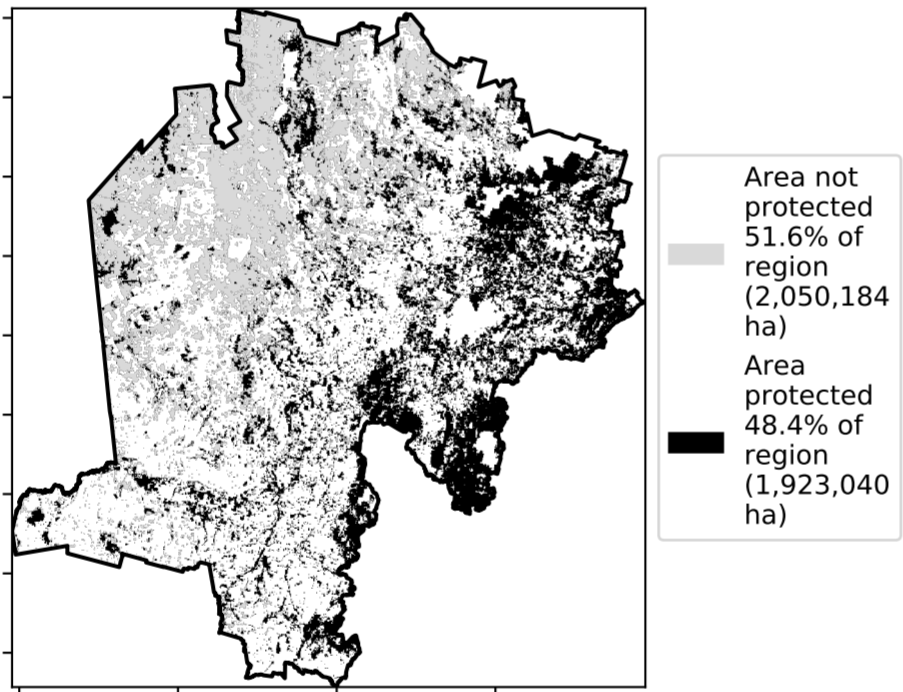 Area not
protected
51.6% of
region
(2,050,184
ha)
Area
protected
48.4% of
region
(1,923,040
ha)